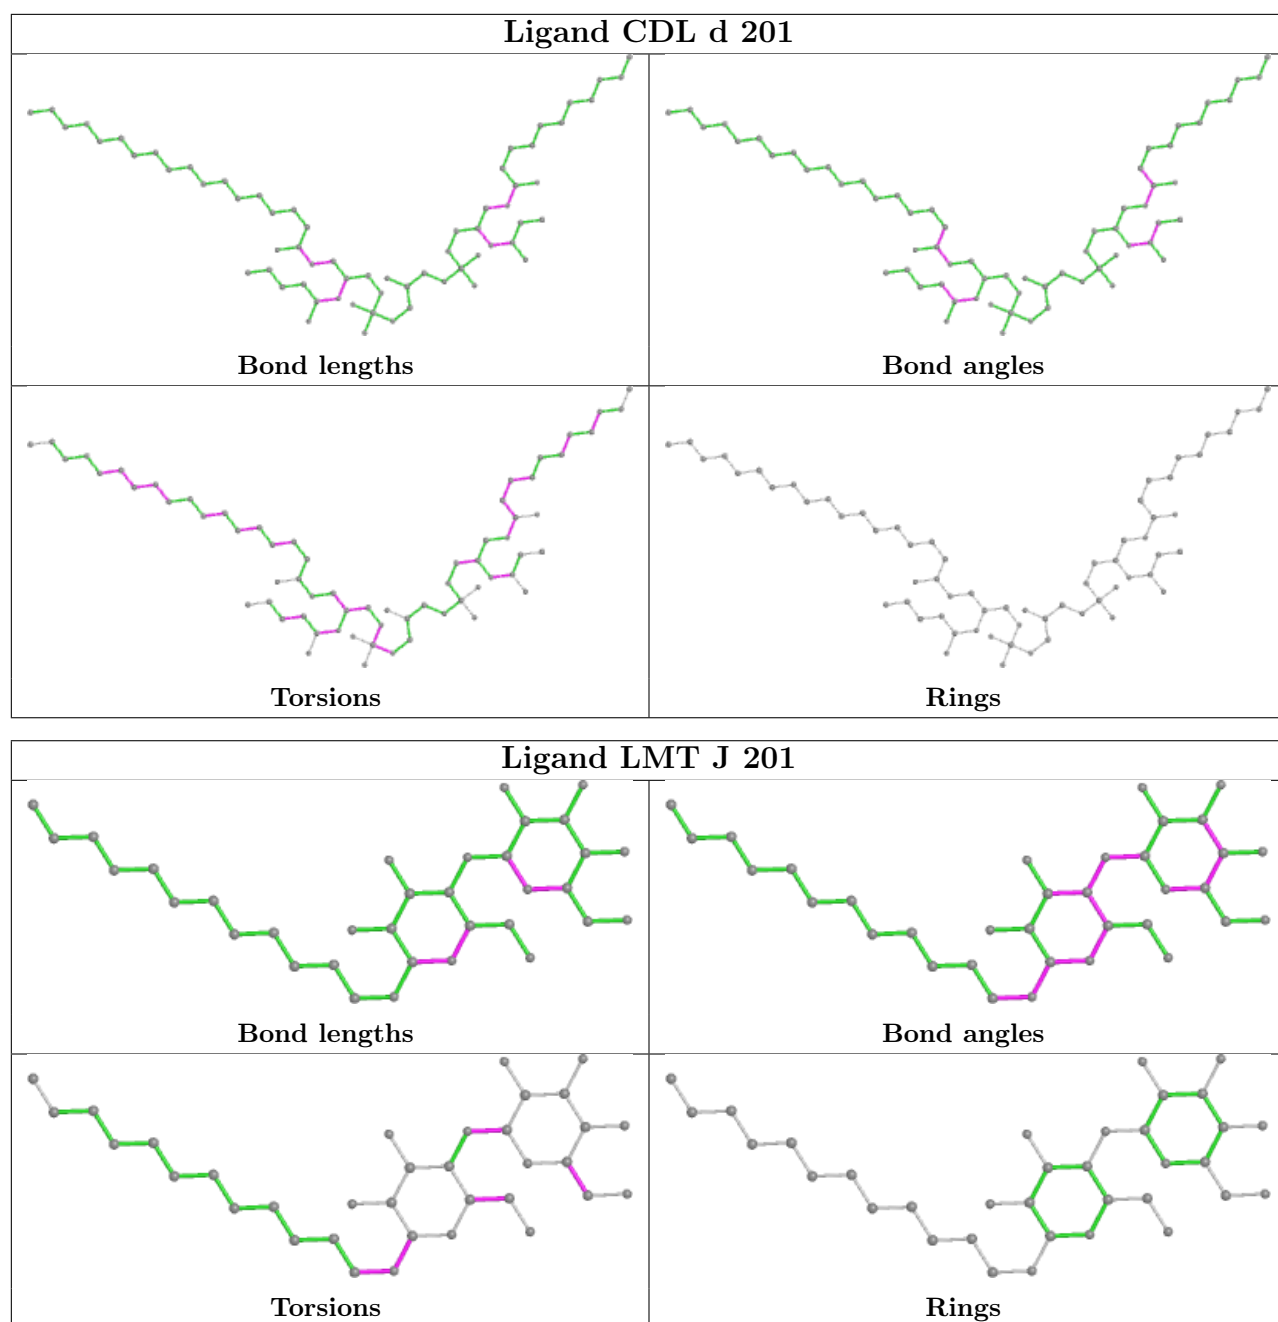 Ligand CDL d 201
Bond lengths
Bond angles
Torsions
Rings
Ligand LMT J 201
Bond lengths
Bond angles
Torsions
Rings